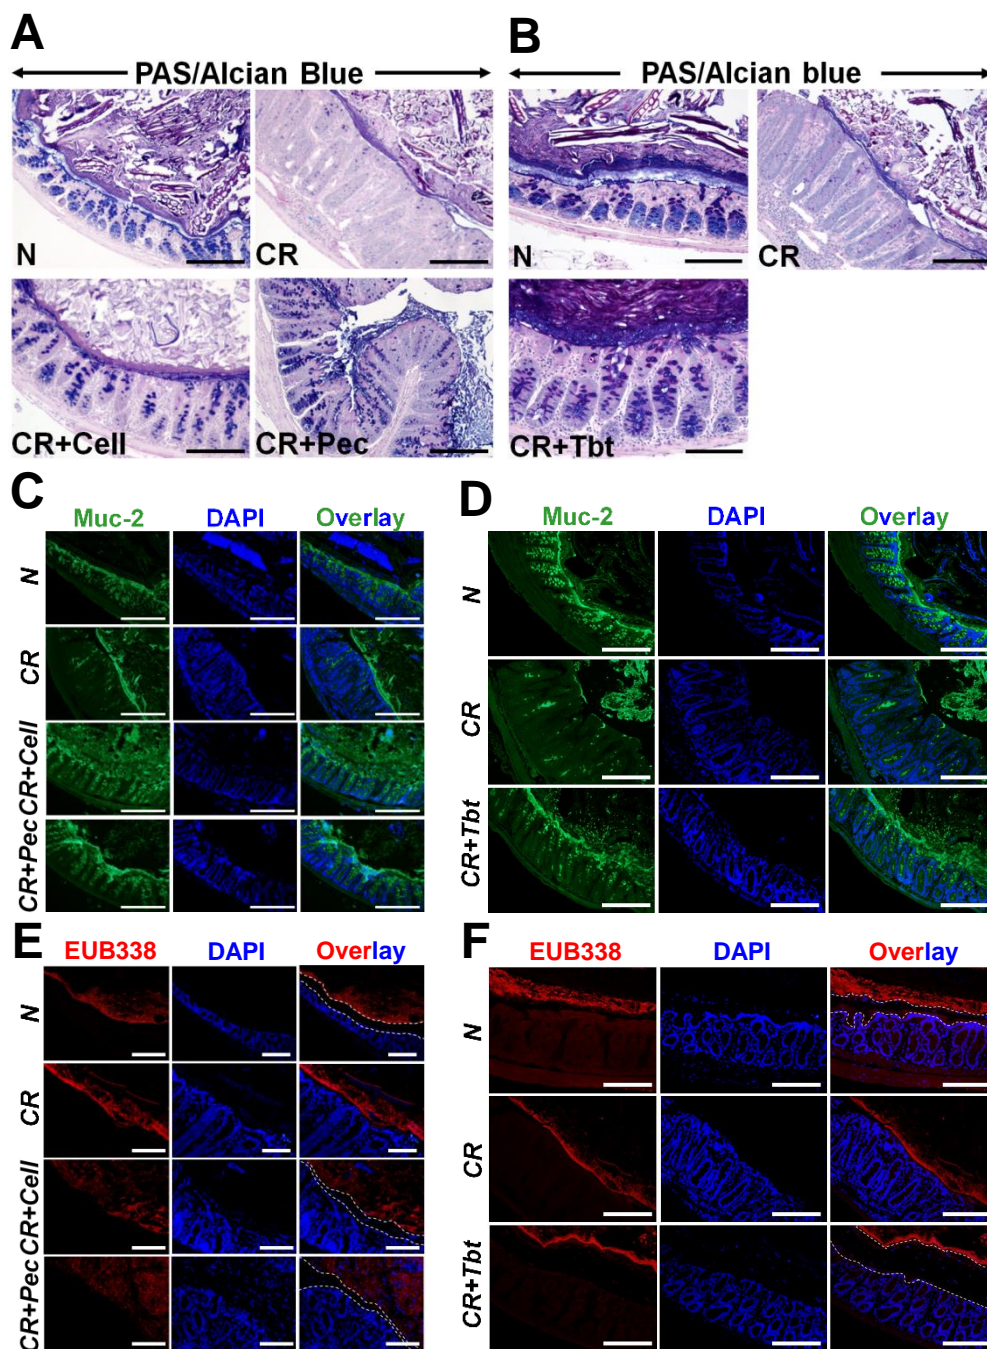 A
B
PAS/Alcian Blue
PAS/Alcian blue
N
CR
N
CR
CR+Cell
CR+Pec
CR+Tbt
C
D
Muc-2
DAPI
Overlay
Muc-2
DAPI
Overlay
N
CR
CR+Cell
CR+Pec
N
CR
CR+Tbt
E
F
EUB338
DAPI
Overlay
EUB338
DAPI
Overlay
N
CR
CR+Cell
CR+Pec
N
CR
CR+Tbt